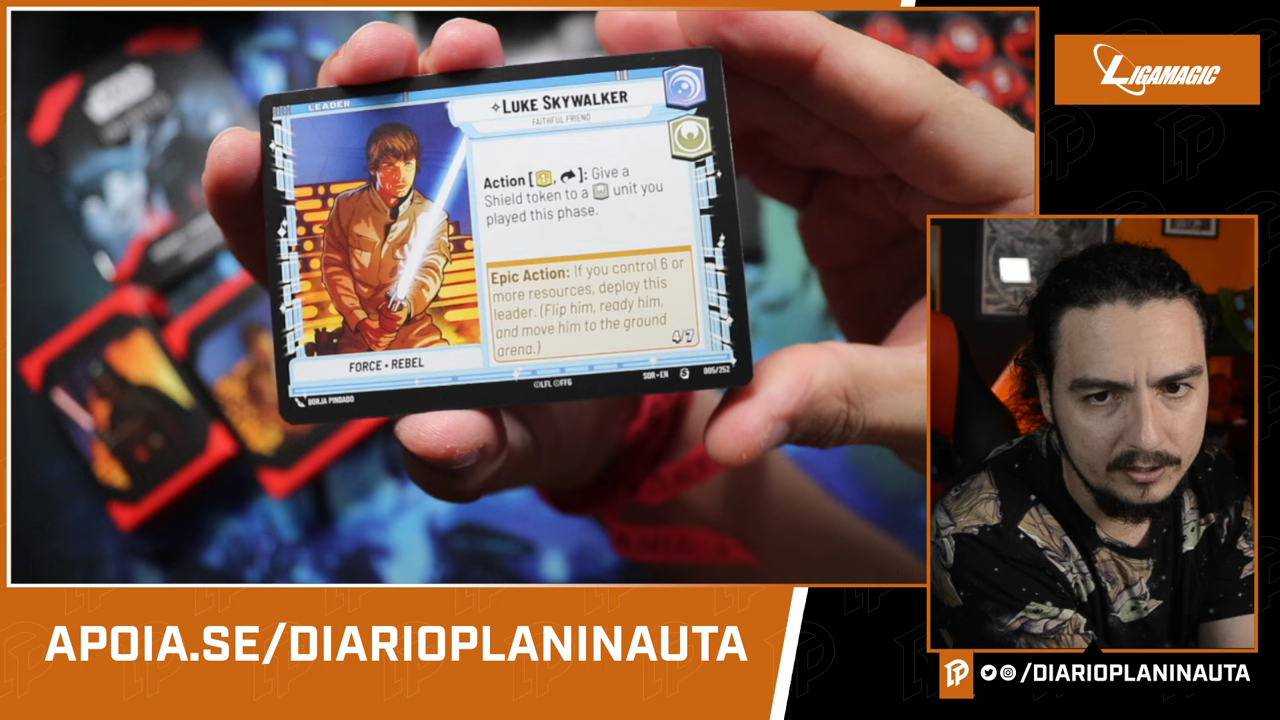 LEADER
LUKE SKYWALKER
FAITHFUL FRIEND
Action [1, ]: Give a
Shield token to a unit you
played this phase.
Epic Action: If you control 6 or
more resources, deploy this
leader. (Flip him, ready him,
and move him to the ground
arena.)
4/7
FORCE • REBEL
BORJA PINDADO
©LFL ©FFG
SOR • EN
005/252
LIGAMAGIC
APOIA.SE/DIARIOPLANINAUTA
/DIARIOPLANINAUTA